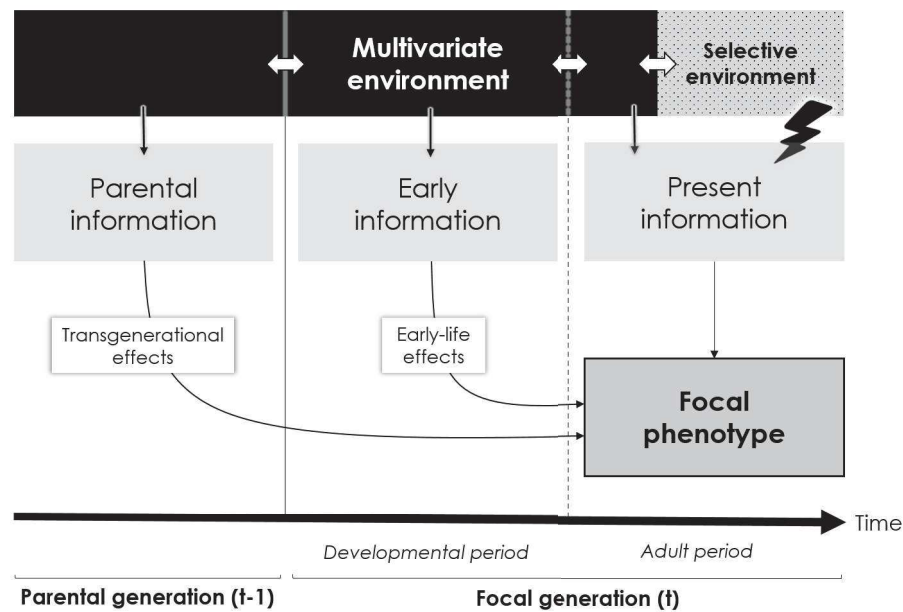 Multivariate
environment
Selective
environment
Parental
information
Early
information
Present
information
Transgenerational
effects
Early-life
effects
Focal
phenotype
Time
Developmental period
Adult period
Parental generation (t-1)
Focal generation (t)